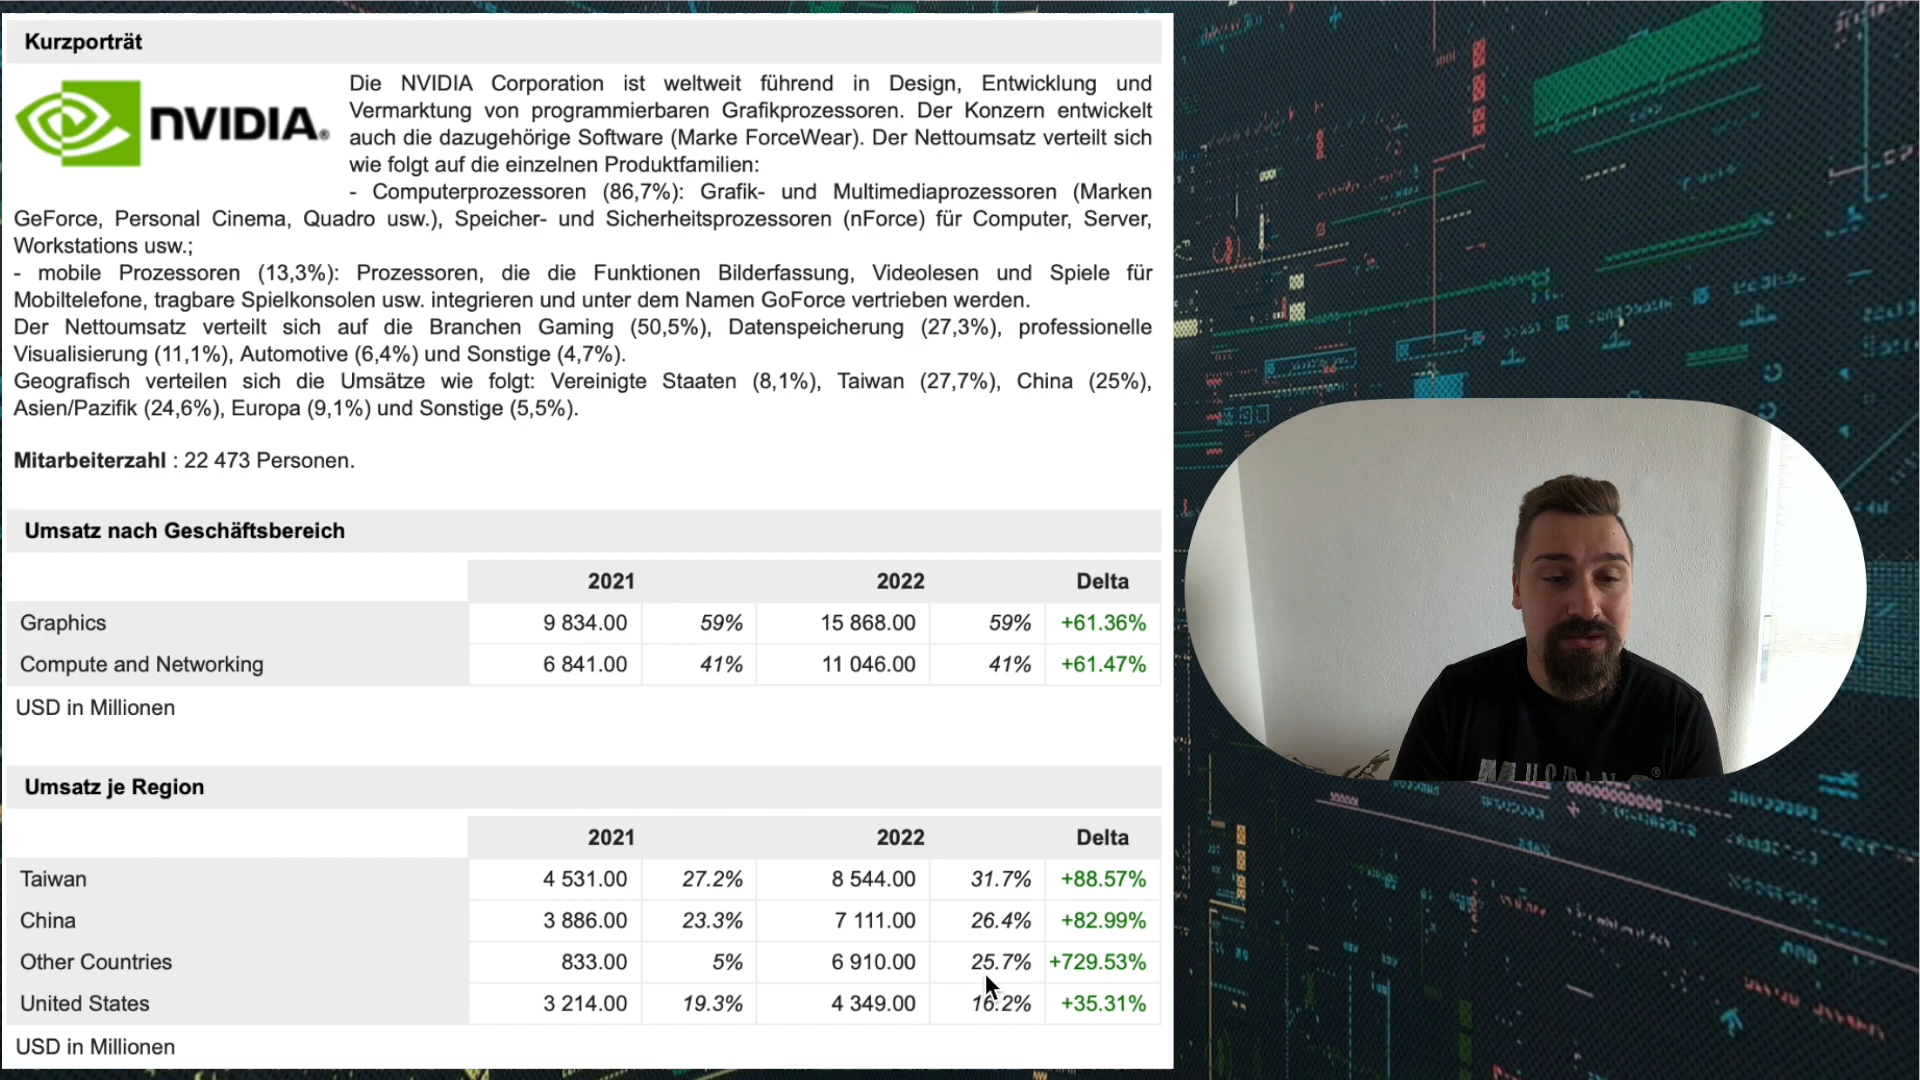 Kurzporträt
NVIDIA®
Die NVIDIA Corporation ist weltweit führend in Design, Entwicklung und
Vermarktung von programmierbaren Grafikprozessoren. Der Konzern entwickelt
auch die dazugehörige Software (Marke ForceWear). Der Nettoumsatz verteilt sich
wie folgt auf die einzelnen Produktfamilien:
- Computerprozessoren (86,7%): Grafik- und Multimediaprozessoren (Marken
GeForce, Personal Cinema, Quadro usw.), Speicher- und Sicherheitsprozessoren (nForce) für Computer, Server,
Workstations usw.;
- mobile Prozessoren (13,3%): Prozessoren, die die Funktionen Bilderfassung, Videolesen und Spiele für
Mobiltelefone, tragbare Spielkonsolen usw. integrieren und unter dem Namen GoForce vertrieben werden.
Der Nettoumsatz verteilt sich auf die Branchen Gaming (50,5%), Datenspeicherung (27,3%), professionelle
Visualisierung (11,1%), Automotive (6,4%) und Sonstige (4,7%).
Geografisch verteilen sich die Umsätze wie folgt: Vereinigte Staaten (8,1%), Taiwan (27,7%), China (25%),
Asien/Pazifik (24,6%), Europa (9,1%) und Sonstige (5,5%).
Mitarbeiterzahl : 22 473 Personen.
Umsatz nach Geschäftsbereich
2021 2022 Delta
Graphics 9 834.00 59% 15 868.00 59% +61.36%
Compute and Networking 6 841.00 41% 11 046.00 41% +61.47%
USD in Millionen
Umsatz je Region
2021 2022 Delta
Taiwan 4 531.00 27.2% 8 544.00 31.7% +88.57%
China 3 886.00 23.3% 7 111.00 26.4% +82.99%
Other Countries 833.00 5% 6 910.00 25.7% +729.53%
United States 3 214.00 19.3% 4 349.00 16.2% +35.31%
USD in Millionen